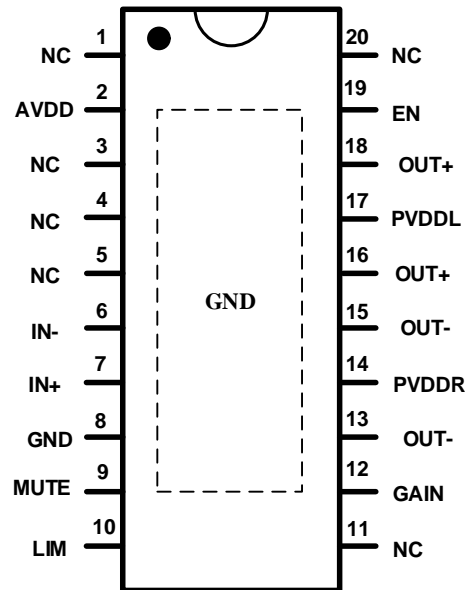 1 20
NC NC
2 19
AVDD EN
3 18
NC OUT+
4 17
NC PVDDL
5 16
NC OUT+
GND
6 15
IN- OUT-
7 14
IN+ PVDDR
8 13
GND OUT-
9 12
MUTE GAIN
10 11
LIM NC